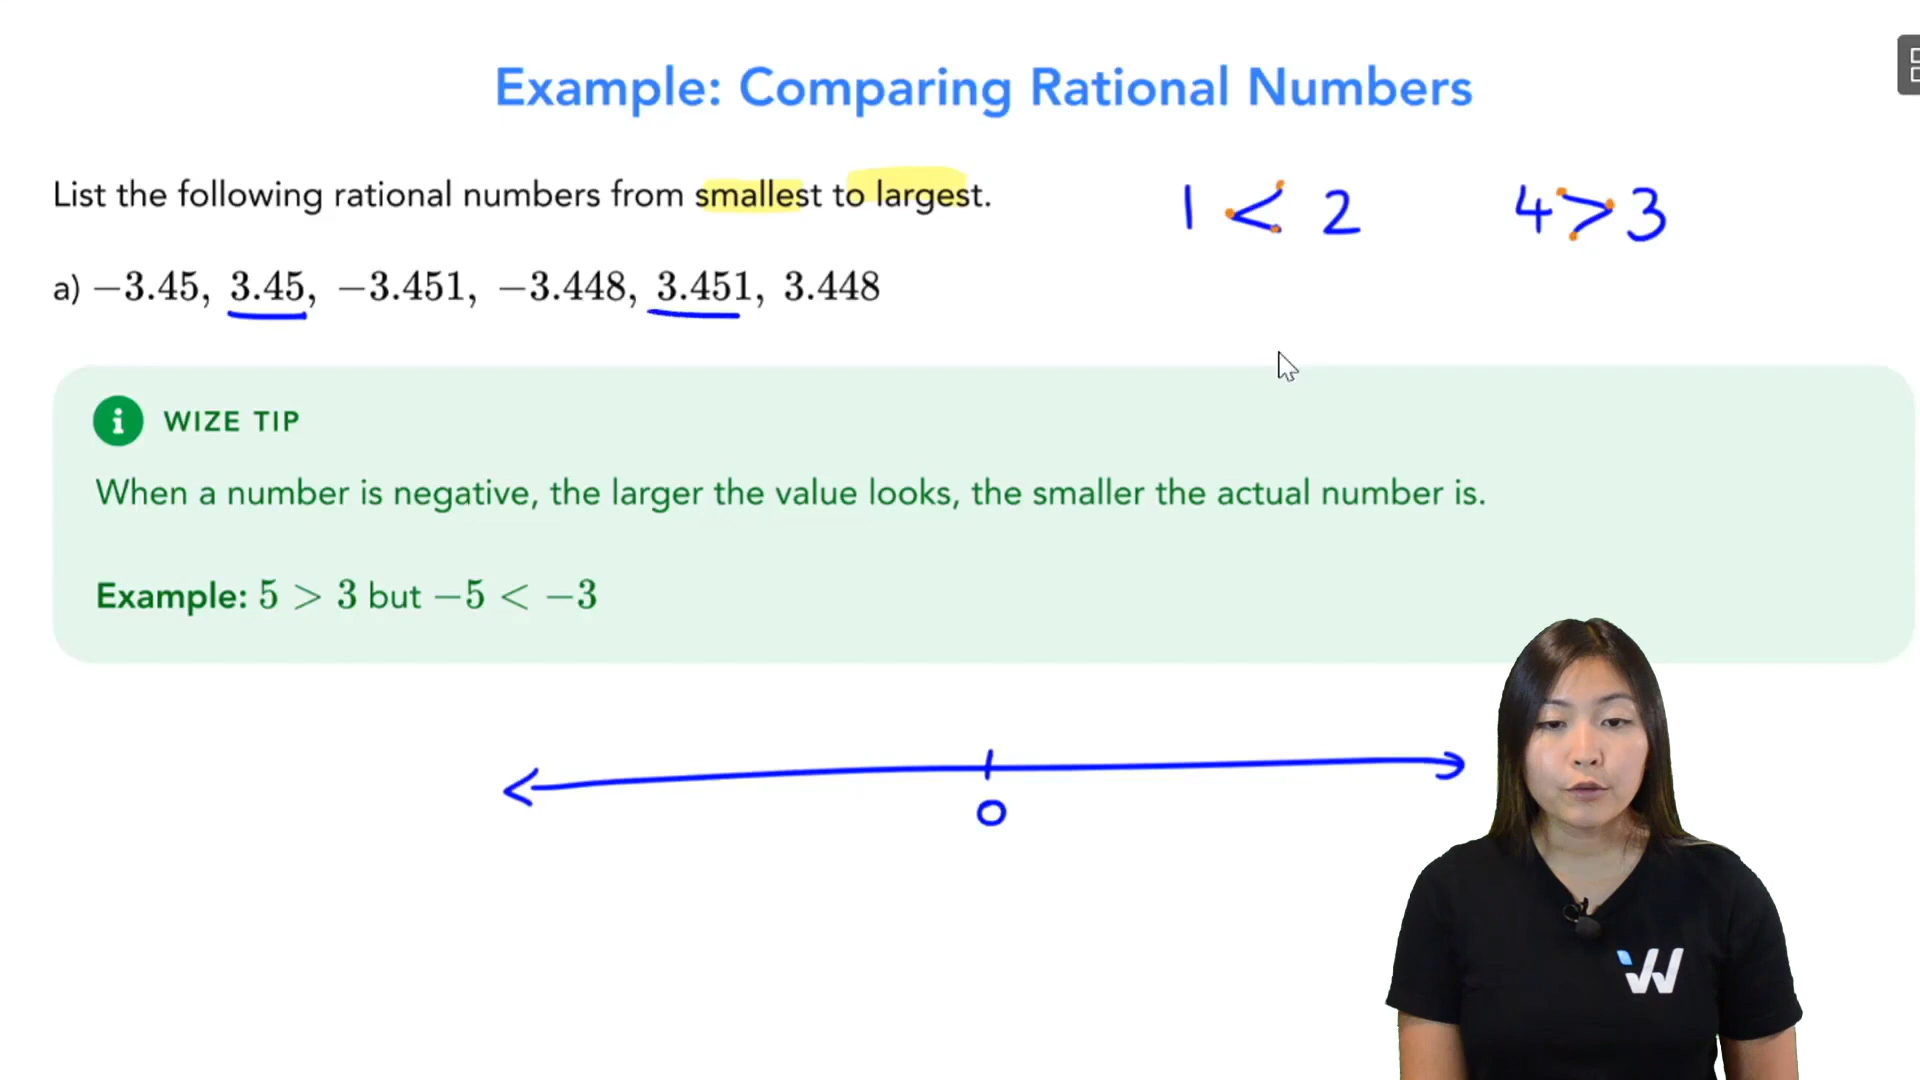 Example: Comparing Rational Numbers
List the following rational numbers from smallest to largest.
1 < 2 4 > 3
a) −3.45, 3.45, −3.451, −3.448, 3.451, 3.448
i WIZE TIP
When a number is negative, the larger the value looks, the smaller the actual number is.
Example: 5 > 3 but −5 < −3
0
W